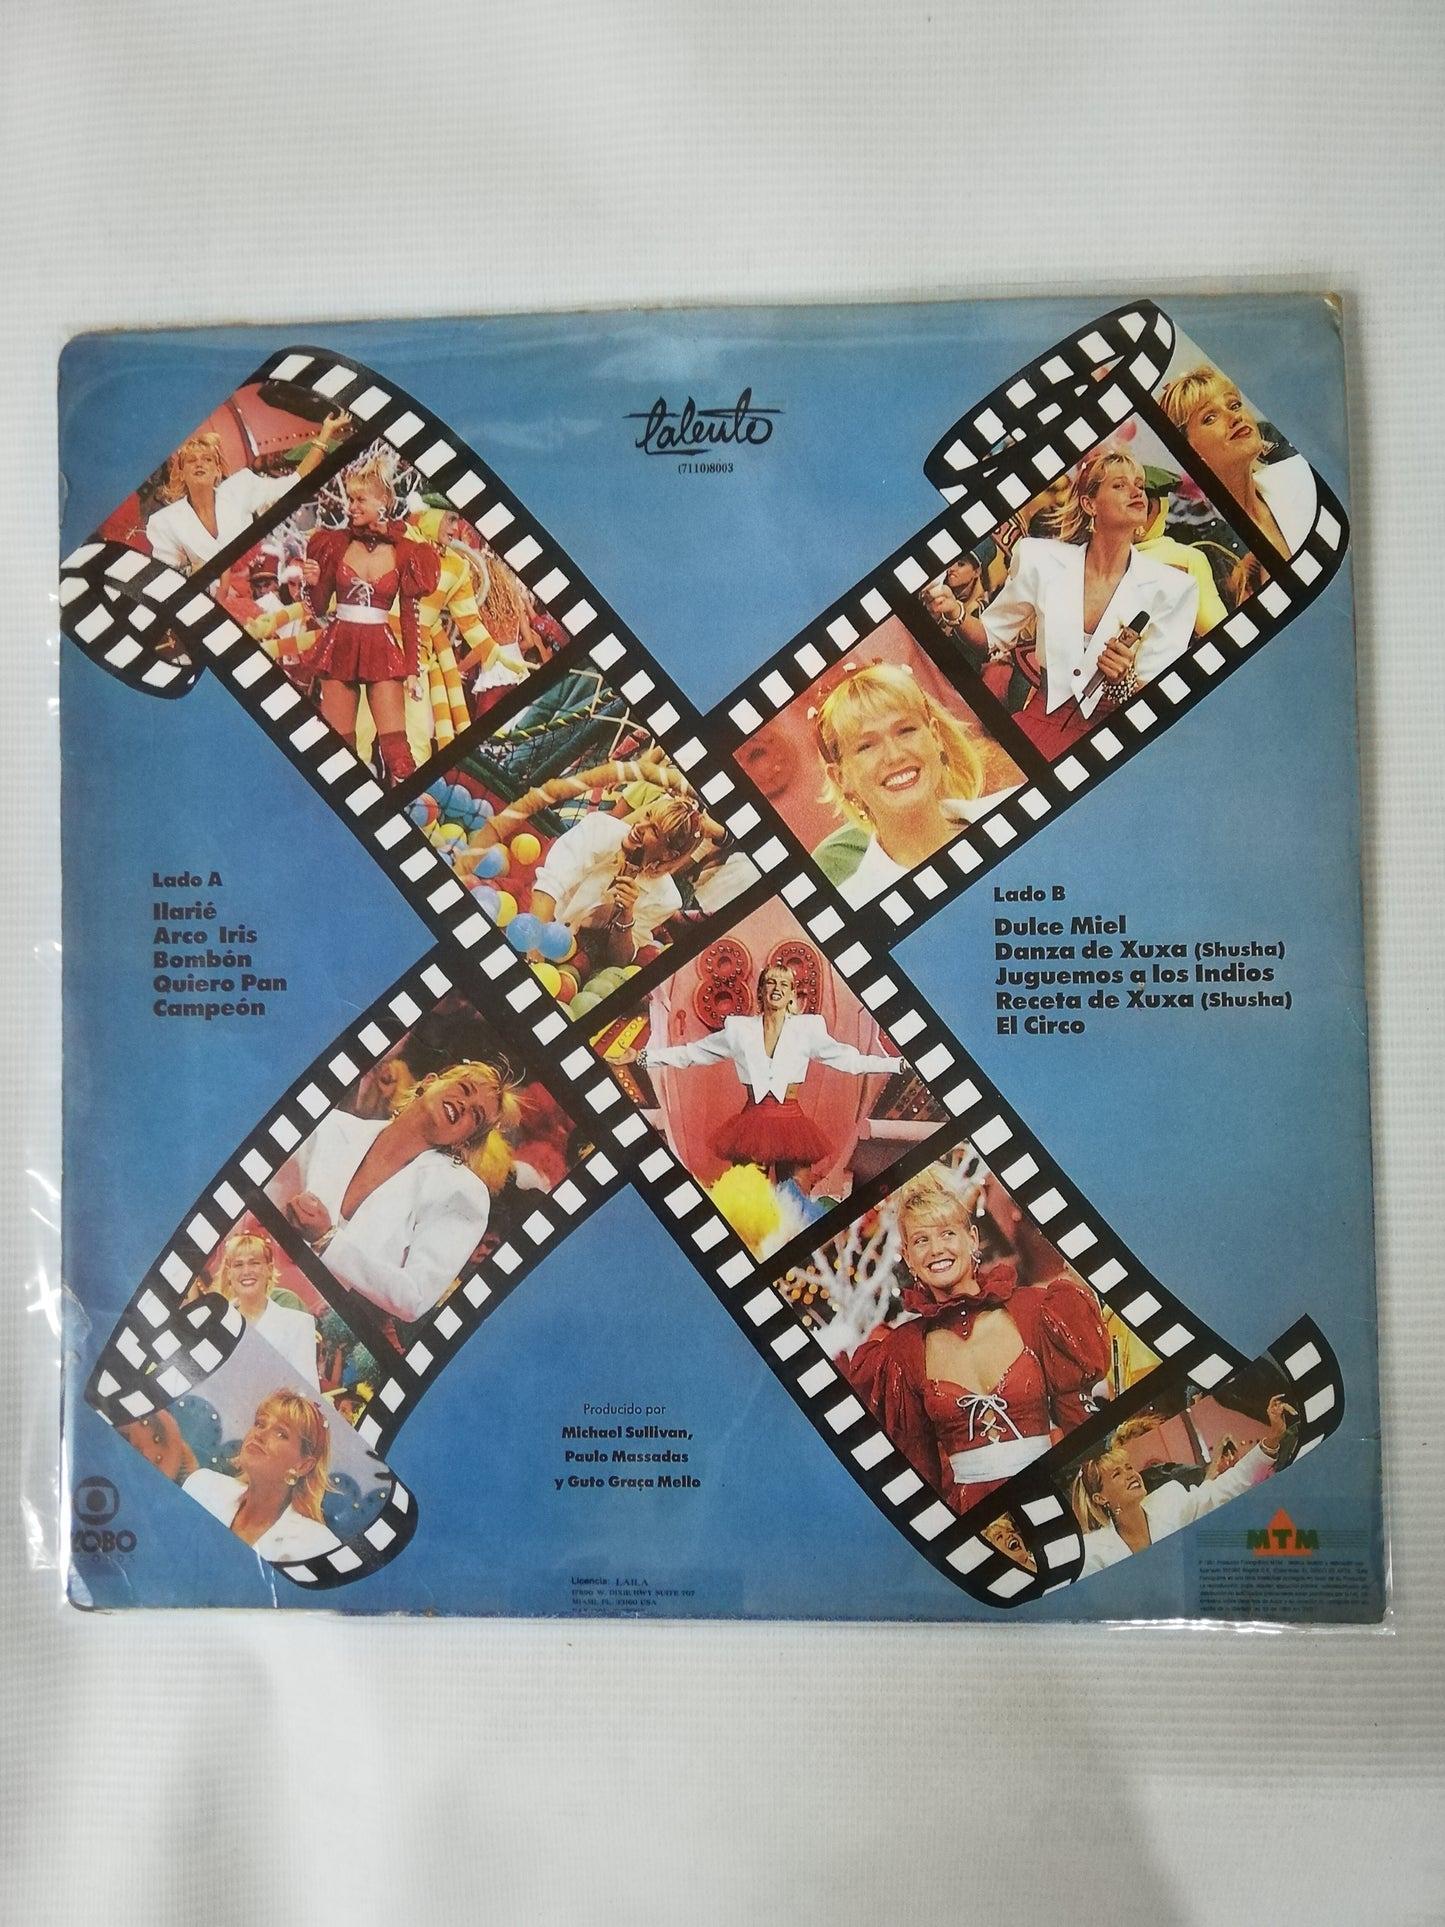 talento
(7110)8003
Lado A
Ilarié
Arco Iris
Bombón
Quiero Pan
Campeón
Lado B
Dulce Miel
Danza de Xuxa (Shusha)
Juguemos a los Indios
Receta de Xuxa (Shusha)
El Circo
Producido por
Michael Sullivan,
Paulo Massadas
y Guto Graça Mello
Licencia: LAILA
MIAMI, FL. 33160 USA
MTM